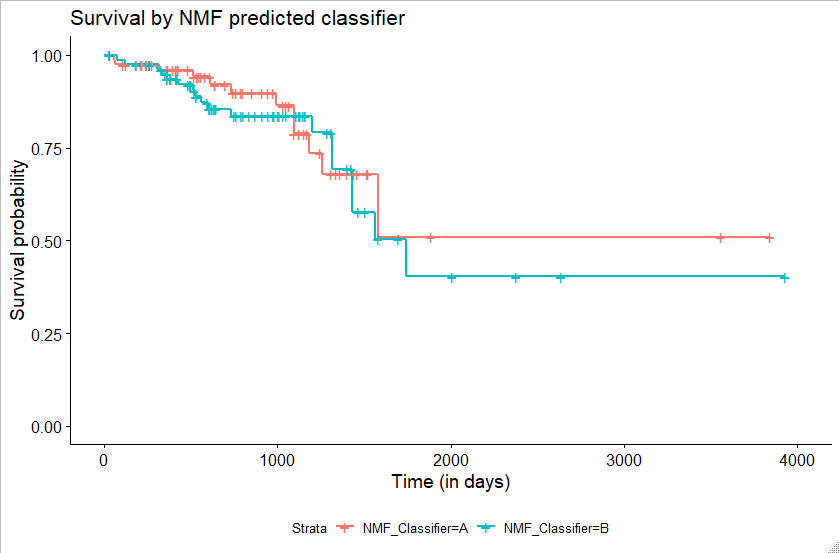 Survival by NMF predicted classifier
Survival probability
1.00
0.75
0.50
0.25
0.00
0 1000 2000 3000 4000
Time (in days)
Strata NMF_Classifier=A NMF_Classifier=B